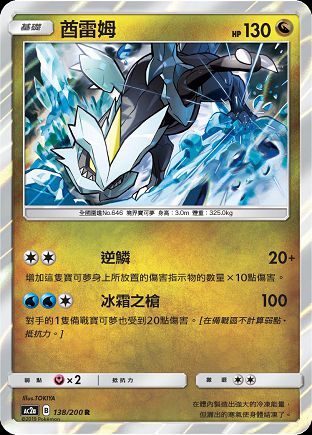 基礎 酋雷姆 HP 130
全國圖鑑No.646 境界寶可夢 身高：3.0m 體重：325.0kg
逆鱗 20+
增加這隻寶可夢身上所放置的傷害指示物的數量×10點傷害。
冰霜之槍 100
對手的1隻備戰寶可夢也受到20點傷害。[在備戰區不計算弱點・
抵抗力。]
弱點 ×2 抵抗力 撤退
Illus.TOKIYA
AC2a B 138/200 R
©2019 Pokémon
在體內製造出強大的冷凍能量，
但漏出的寒氣使身體結凍了。